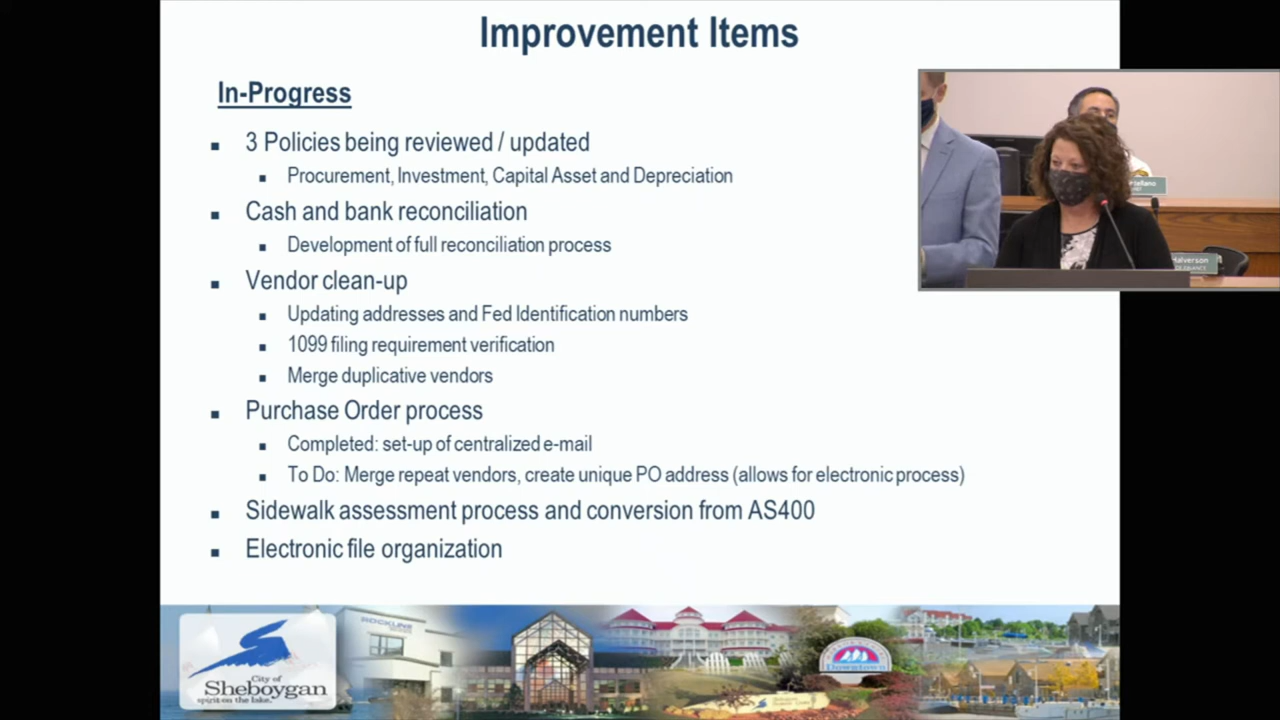 Improvement Items
In-Progress
3 Policies being reviewed / updated
Procurement, Investment, Capital Asset and Depreciation
Cash and bank reconciliation
Development of full reconciliation process
Vendor clean-up
Updating addresses and Fed Identification numbers
1099 filing requirement verification
Merge duplicative vendors
Purchase Order process
Completed: set-up of centralized e-mail
To Do: Merge repeat vendors, create unique PO address (allows for electronic process)
Sidewalk assessment process and conversion from AS400
Electronic file organization
Halverson
City of
Sheboygan
spirit on the lake.
ROCKLINE
Downtown